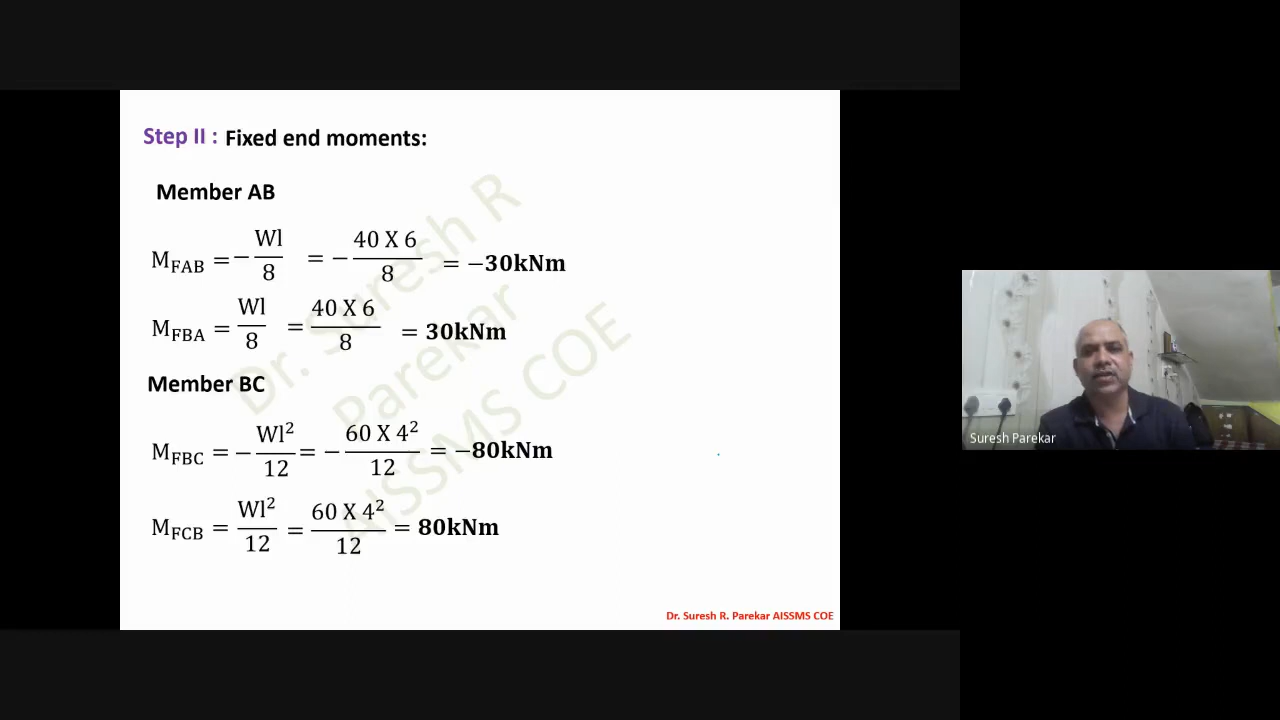 Step II : Fixed end moments:
Member AB
M_FAB = − Wl/8 = − 40 X 6/8 = −30kNm
M_FBA = Wl/8 = 40 X 6/8 = 30kNm
Member BC
M_FBC = − Wl²/12 = − 60 X 4²/12 = −80kNm
M_FCB = Wl²/12 = 60 X 4²/12 = 80kNm
Dr. Suresh R
Parekar
AISSMS COE
Dr. Suresh R. Parekar AISSMS COE
Suresh Parekar